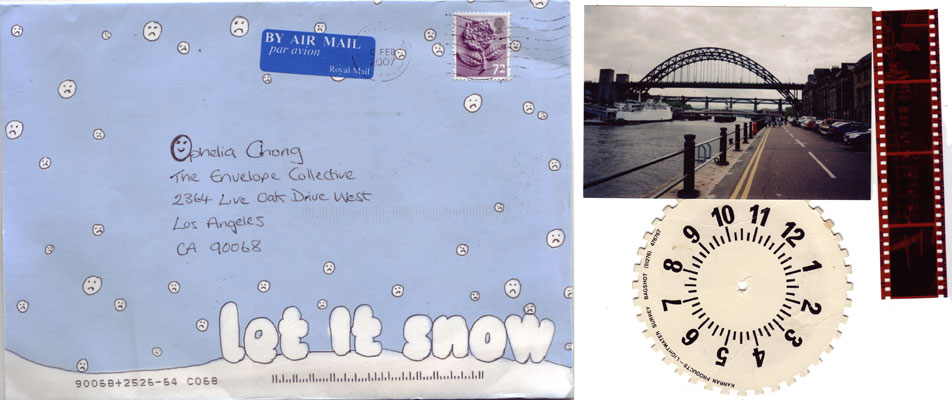 BY AIR MAIL
par avion
Royal Mail
FEB
2007
72
Ophelia Chong
The Envelope Collective
2364 Live Oak Drive West
Los Angeles
CA 90068
let it snow
90068+2526-64 C068
12
1
2
3
4
5
6
7
8
9
10
11
KARRAN PRODUCTS - LIGHTWATER SURREY BAGSHOT (0276)